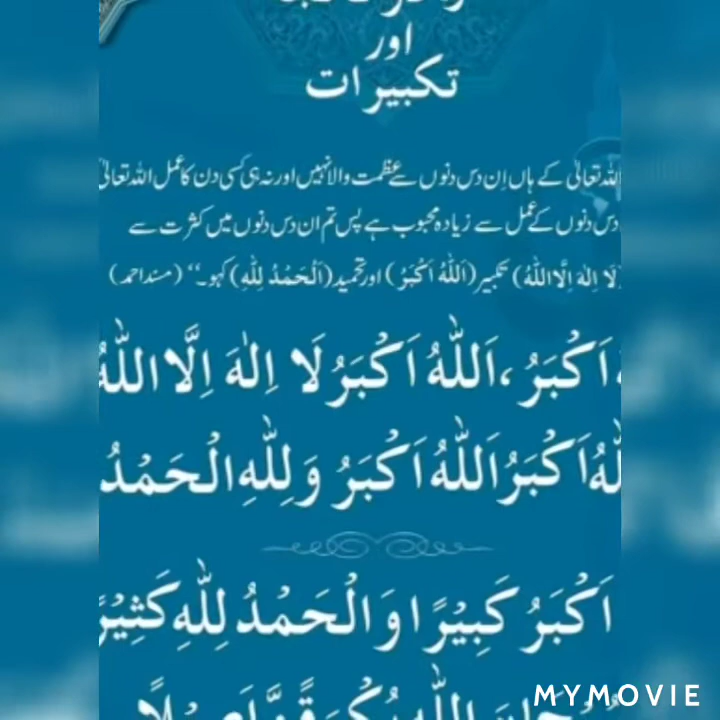 اور
تکبیرات
اللہ تعالیٰ کے ہاں اِن دس دنوں سے عظمت والا نہیں اور نہ ہی کسی دن کا عمل اللہ تعالیٰ
دس دنوں کے عمل سے زیادہ محبوب ہے پس تم ان دس دنوں میں کثرت سے
(لَا اِلٰہَ اِلَّا اللّٰہُ) تکبیر (اَللّٰہُ اَکْبَرُ) اور تحمید (اَلْحَمْدُ لِلّٰہِ) کہو۔‘‘ (مسند احمد)
اَکْبَرُ ،اَللّٰہُ اَکْبَرُ لَا اِلٰہَ اِلَّا اللّٰہُ
اَکْبَرُ اَللّٰہُ اَکْبَرُ وَلِلّٰہِ الْحَمْدُ
اَکْبَرُ کَبِیْرًا وَ الْحَمْدُ لِلّٰہِ
MYMOVIE